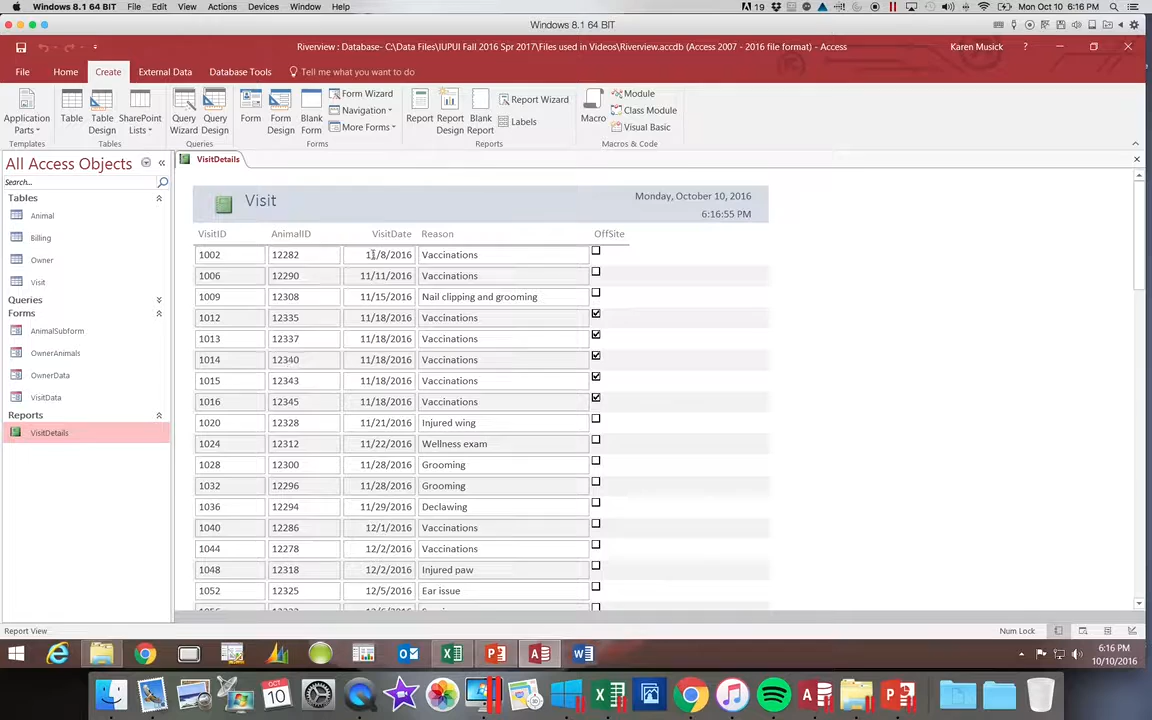 Windows 8.1 64 BIT File Edit View Actions Devices Window Help 19 Mon Oct 10 6:16 PM
Windows 8.1 64 BIT
Riverview : Database- C:\Data Files\IUPUI Fall 2016 Spr 2017\Files used in Videos\Riverview.accdb (Access 2007 - 2016 file format) - Access Karen Musick ?
File Home Create External Data Database Tools Tell me what you want to do
Application Parts Table Table Design SharePoint Lists Query Wizard Query Design Form Form Design Blank Form Form Wizard Navigation More Forms Report Report Design Blank Report Report Wizard Labels Macro Module Class Module Visual Basic
Templates Tables Queries Forms Reports Macros & Code
All Access Objects
Search...
Tables
Animal
Billing
Owner
Visit
Queries
Forms
AnimalSubform
OwnerAnimals
OwnerData
VisitData
Reports
VisitDetails
VisitDetails
Visit Monday, October 10, 2016
6:16:55 PM
VisitID AnimalID VisitDate Reason OffSite
1002 12282 11/8/2016 Vaccinations
1006 12290 11/11/2016 Vaccinations
1009 12308 11/15/2016 Nail clipping and grooming
1012 12335 11/18/2016 Vaccinations
1013 12337 11/18/2016 Vaccinations
1014 12340 11/18/2016 Vaccinations
1015 12343 11/18/2016 Vaccinations
1016 12345 11/18/2016 Vaccinations
1020 12328 11/21/2016 Injured wing
1024 12312 11/22/2016 Wellness exam
1028 12300 11/28/2016 Grooming
1032 12296 11/28/2016 Grooming
1036 12294 11/29/2016 Declawing
1040 12286 12/1/2016 Vaccinations
1044 12278 12/2/2016 Vaccinations
1048 12318 12/2/2016 Injured paw
1052 12325 12/5/2016 Ear issue
Report View Num Lock
6:16 PM
10/10/2016
OCT
10